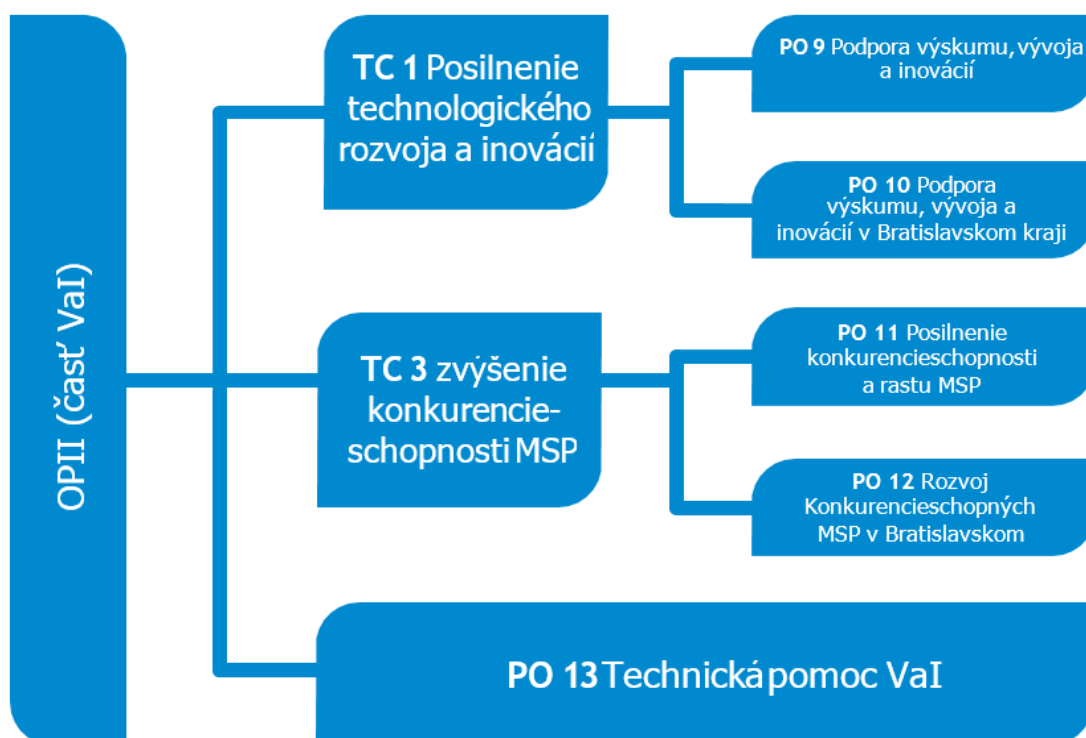 OPII (časť VaI)
TC 1 Posilnenie
technologického
rozvoja a inovácií
PO 9 Podpora výskumu, vývoja
a inovácií
PO 10 Podpora
výskumu, vývoja a
inovácií v Bratislavskom kraji
TC 3 zvýšenie
konkurencie-
schopnosti MSP
PO 11 Posilnenie
konkurencieschopnosti
a rastu MSP
PO 12 Rozvoj
Konkurencieschopných
MSP v Bratislavskom
PO 13 Technická pomoc VaI